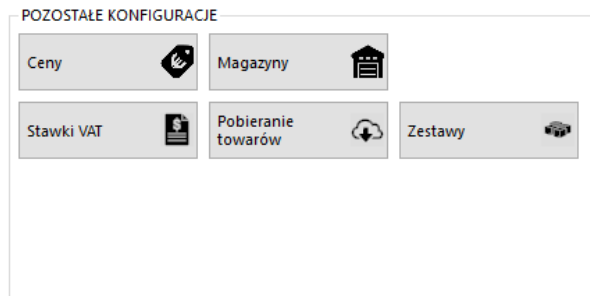 POZOSTAŁE KONFIGURACJE
Ceny
Magazyny
Stawki VAT
Pobieranie
towarów
Zestawy